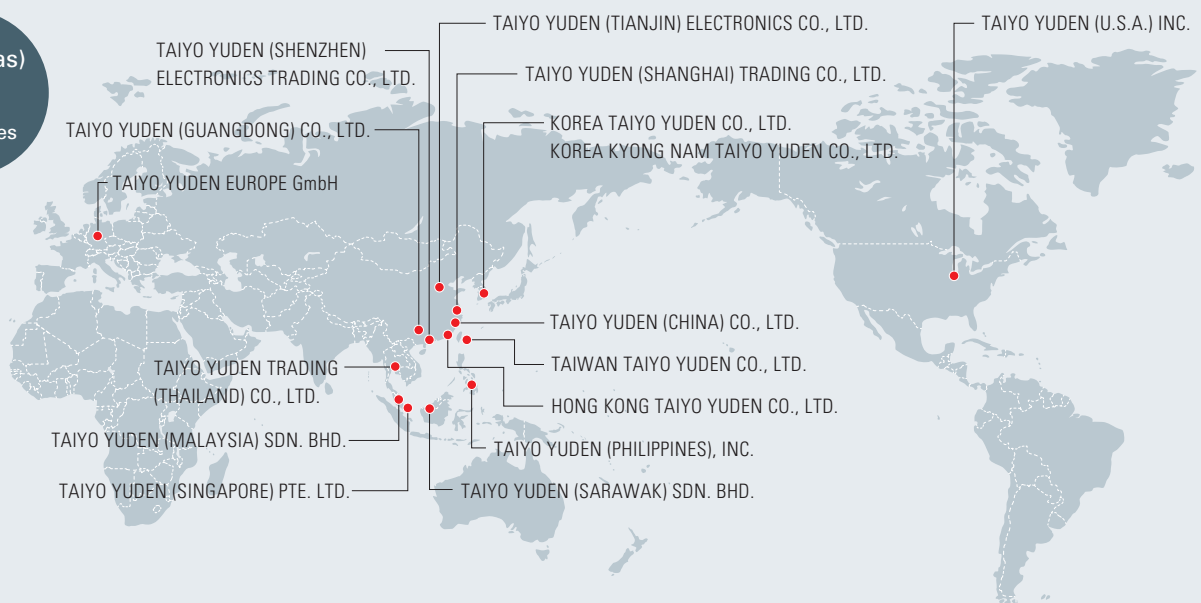 as)
es
TAIYO YUDEN (TIANJIN) ELECTRONICS CO., LTD.
TAIYO YUDEN (U.S.A.) INC.
TAIYO YUDEN (SHENZHEN)
ELECTRONICS TRADING CO., LTD.
TAIYO YUDEN (SHANGHAI) TRADING CO., LTD.
TAIYO YUDEN (GUANGDONG) CO., LTD.
KOREA TAIYO YUDEN CO., LTD.
KOREA KYONG NAM TAIYO YUDEN CO., LTD.
TAIYO YUDEN EUROPE GmbH
TAIYO YUDEN (CHINA) CO., LTD.
TAIWAN TAIYO YUDEN CO., LTD.
TAIYO YUDEN TRADING
(THAILAND) CO., LTD.
HONG KONG TAIYO YUDEN CO., LTD.
TAIYO YUDEN (MALAYSIA) SDN. BHD.
TAIYO YUDEN (PHILIPPINES), INC.
TAIYO YUDEN (SINGAPORE) PTE. LTD.
TAIYO YUDEN (SARAWAK) SDN. BHD.